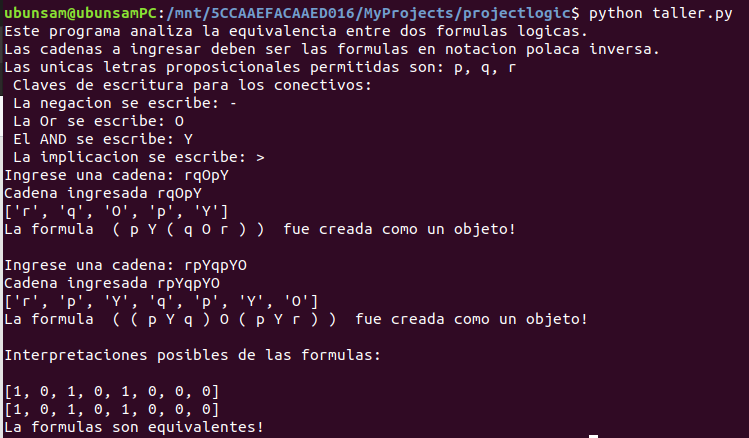 ubunsam@ubunsamPC:/mnt/5CCAAEFACAAED016/MyProjects/projectlogic$ python taller.py
Este programa analiza la equivalencia entre dos formulas logicas.
Las cadenas a ingresar deben ser las formulas en notacion polaca inversa.
Las unicas letras proposicionales permitidas son: p, q, r
 Claves de escritura para los conectivos:
 La negacion se escribe: -
 La Or se escribe: O
 El AND se escribe: Y
 La implicacion se escribe: >
Ingrese una cadena: rqOpY
Cadena ingresada rqOpY
['r', 'q', 'O', 'p', 'Y']
La formula  ( p Y ( q O r ) )  fue creada como un objeto!

Ingrese una cadena: rpYqpYO
Cadena ingresada rpYqpYO
['r', 'p', 'Y', 'q', 'p', 'Y', 'O']
La formula  ( ( p Y q ) O ( p Y r ) )  fue creada como un objeto!

Interpretaciones posibles de las formulas:

[1, 0, 1, 0, 1, 0, 0, 0]
[1, 0, 1, 0, 1, 0, 0, 0]
La formulas son equivalentes!